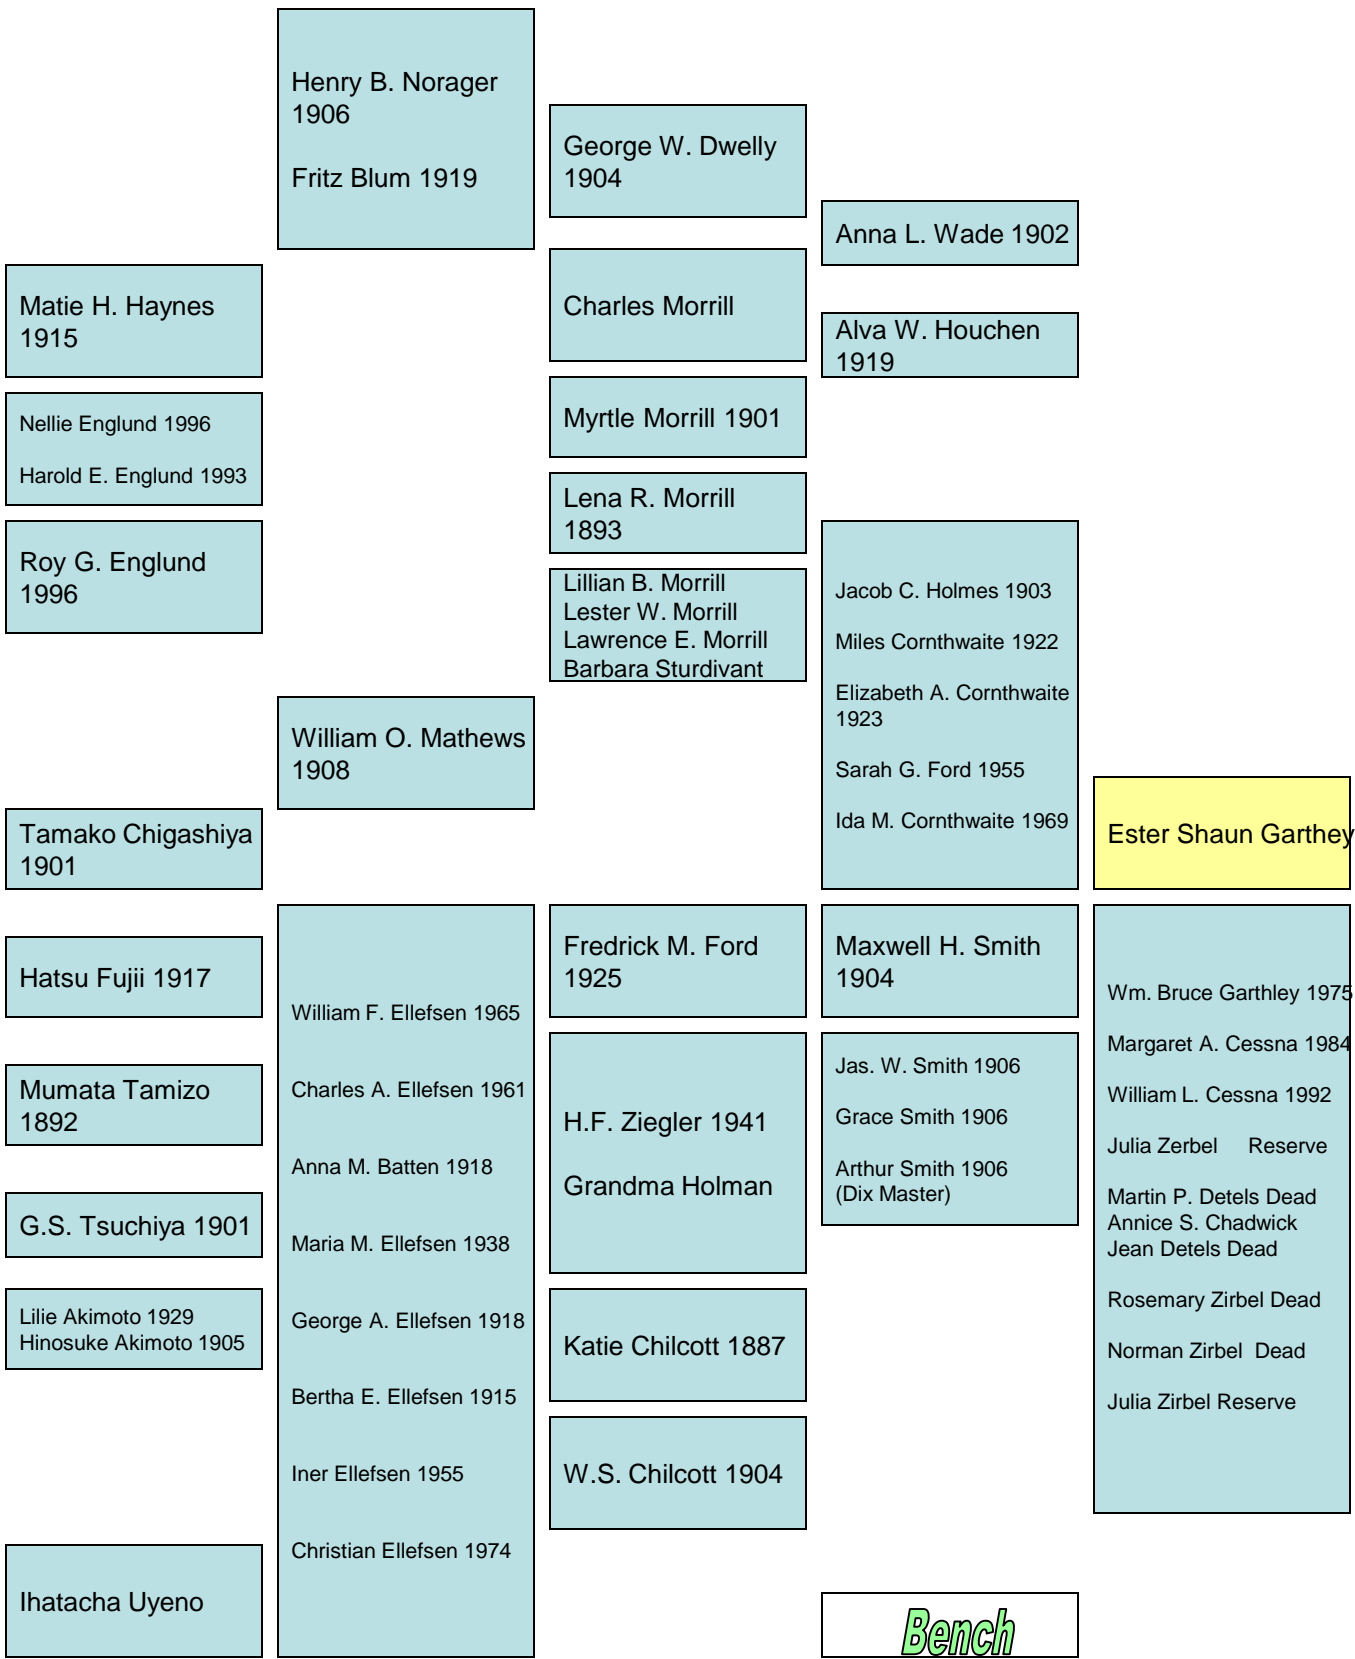 Henry B. Norager
1906
Fritz Blum 1919
George W. Dwelly
1904
Anna L. Wade 1902
Matie H. Haynes
1915
Charles Morrill
Alva W. Houchen
1919
Nellie Englund 1996
Harold E. Englund 1993
Myrtle Morrill 1901
Lena R. Morrill
1893
Roy G. Englund
1996
Lillian B. Morrill
Lester W. Morrill
Lawrence E. Morrill
Barbara Sturdivant
Jacob C. Holmes 1903
Miles Cornthwaite 1922
Elizabeth A. Cornthwaite
1923
Sarah G. Ford 1955
Ida M. Cornthwaite 1969
William O. Mathews
1908
Ester Shaun Garthey
Tamako Chigashiya
1901
Hatsu Fujii 1917
Mumata Tamizo
1892
G.S. Tsuchiya 1901
Lilie Akimoto 1929
Hinosuke Akimoto 1905
Ihatacha Uyeno
William F. Ellefsen 1965
Charles A. Ellefsen 1961
Anna M. Batten 1918
Maria M. Ellefsen 1938
George A. Ellefsen 1918
Bertha E. Ellefsen 1915
Iner Ellefsen 1955
Christian Ellefsen 1974
Fredrick M. Ford
1925
H.F. Ziegler 1941
Grandma Holman
Katie Chilcott 1887
W.S. Chilcott 1904
Maxwell H. Smith
1904
Jas. W. Smith 1906
Grace Smith 1906
Arthur Smith 1906
(Dix Master)
Wm. Bruce Garthley 1975
Margaret A. Cessna 1984
William L. Cessna 1992
Julia Zerbel Reserve
Martin P. Detels Dead
Annice S. Chadwick
Jean Detels Dead
Rosemary Zirbel Dead
Norman Zirbel Dead
Julia Zirbel Reserve
Bench